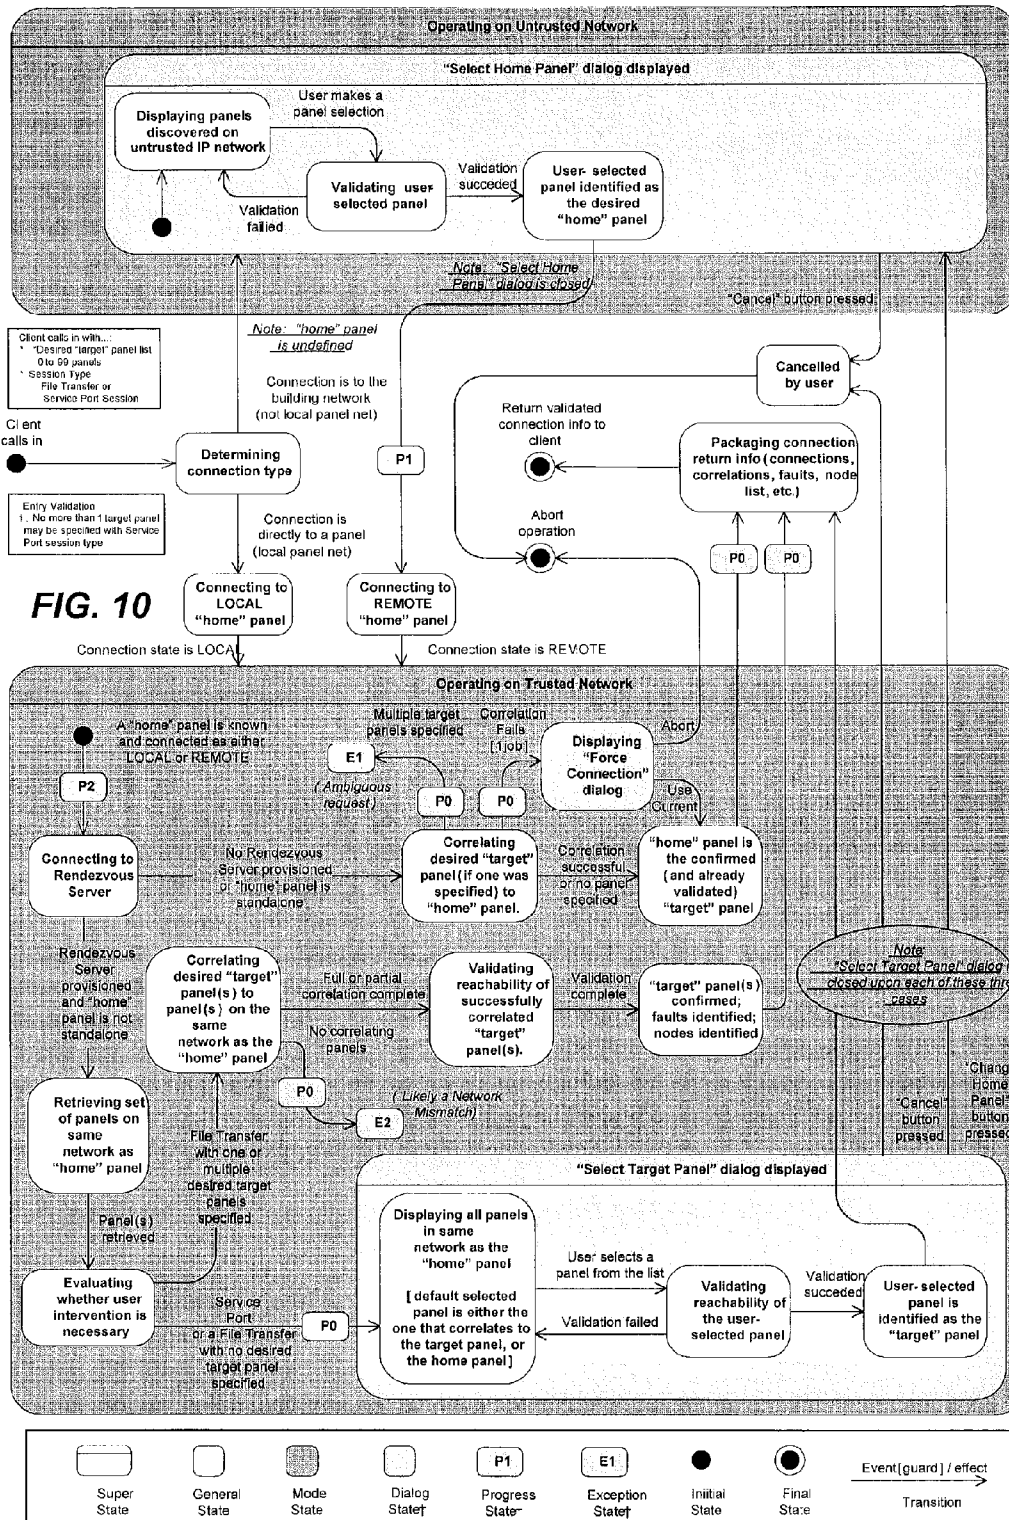 Operating on Untrusted Network
"Select Home Panel" dialog displayed
Displaying panels
discovered on
untrusted IP network
User makes a
panel selection
Validating user-
selected panel
Validation
failied
Validation
succeded
User- selected
panel identified as
the desired
"home" panel
Note: "Select Home
Panel" dialog is closed
"Cancel" button pressed
Note: "home" panel
is undefined
Client calls in with...:
* "Desired "target" panel list
0 to 99 panels
* Session Type
File Transfer or
Service Port Session
Connection is to the
building network
(not local panel net)
Cancelled
by user
Client
calls in
Determining
connection type
P1
Return validated
connection info to
client
Packaging connection
return info (connections,
correlations, faults, node
list, etc.)
Entry Validation
1. No more than 1 target panel
may be specified with Service
Port session type
Connection is
directly to a panel
(local panel net)
Abort
operation
P0
P0
FIG. 10
Connecting to
LOCAL
"home" panel
Connecting to
REMOTE
"home" panel
Connection state is LOCAL
Connection state is REMOTE
Operating on Trusted Network
A "home" panel is known
and connected as either
LOCAL or REMOTE
P2
Multiple target
panels specified
Correlation
Fails
[1job]
E1
(Ambiguous
request)
P0
P0
Displaying
"Force
Connection"
dialog
Abort
Use
Current
Connecting to
Rendezvous
Server
No Rendezvous
Server provisioned
or "home" panel is
standalone
Correlating
desired "target"
panel (if one was
specified) to
"home" panel.
Correlation
successful
or no panel
specified
"home" panel is
the confirmed
(and already
validated)
"target" panel
Rendezvous
Server
provisioned
and "home"
panel is not
standalone
Correlating
desired "target"
panel(s) to
panel(s) on the
same
network as the
"home" panel
Full or partial
correlation complete
No correlating
panels
Validating
reachability of
successfully
correlated
"target"
panel(s).
Validation
complete
"target" panel(s)
confirmed;
faults identified;
nodes identified
Note:
"Select Target Panel" dialog
closed upon each of these thre
cases
P0
(Likely a Network
Mismatch)
E2
Retrieving set
of panels on
same
network as
"home" panel
File Transfer
with one or
multiple
desired target
panels
specified
"Cancel"
button
pressed
"Chang
Home
Panel"
button
pressed
Panel(s)
retrieved
Evaluating
whether user
intervention is
necessary
Service
Port
or a File Transfer
with no desired
target panel
specified
P0
"Select Target Panel" dialog displayed
Displaying all panels
in same
network as the
"home" panel
[ default selected
panel is either the
one that correlates to
the target panel, or
the home panel ]
User selects a
panel from the list
Validation failed
Validating
reachability of
the user-
selected panel
Validation
succeded
User-selected
panel is
identified as the
"target" panel
Super
State
General
State
Mode
State
Dialog
State†
P1
Progress
State
E1
Exception
State†
Iniitial
State
Final
State
Event[guard] / effect
Transition